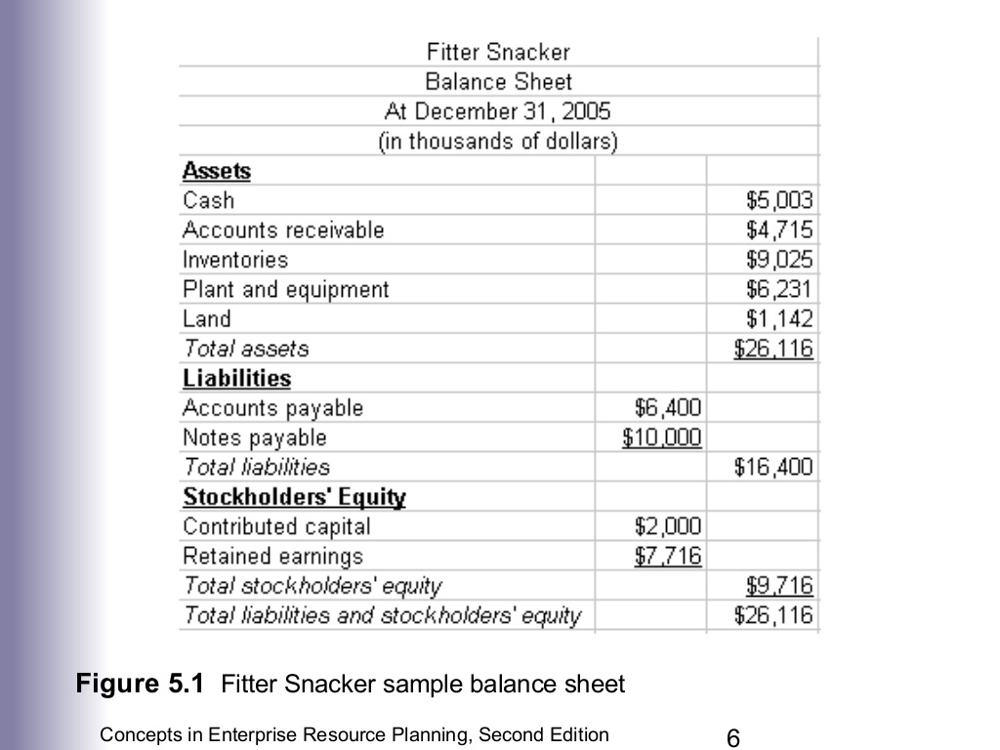 Fitter Snacker
Balance Sheet
At December 31, 2005
(in thousands of dollars)
Assets
Cash $5,003
Accounts receivable $4,715
Inventories $9,025
Plant and equipment $6,231
Land $1,142
Total assets $26,116
Liabilities
Accounts payable $6,400
Notes payable $10,000
Total liabilities $16,400
Stockholders' Equity
Contributed capital $2,000
Retained earnings $7,716
Total stockholders' equity $9,716
Total liabilities and stockholders' equity $26,116
Figure 5.1 Fitter Snacker sample balance sheet
Concepts in Enterprise Resource Planning, Second Edition 6